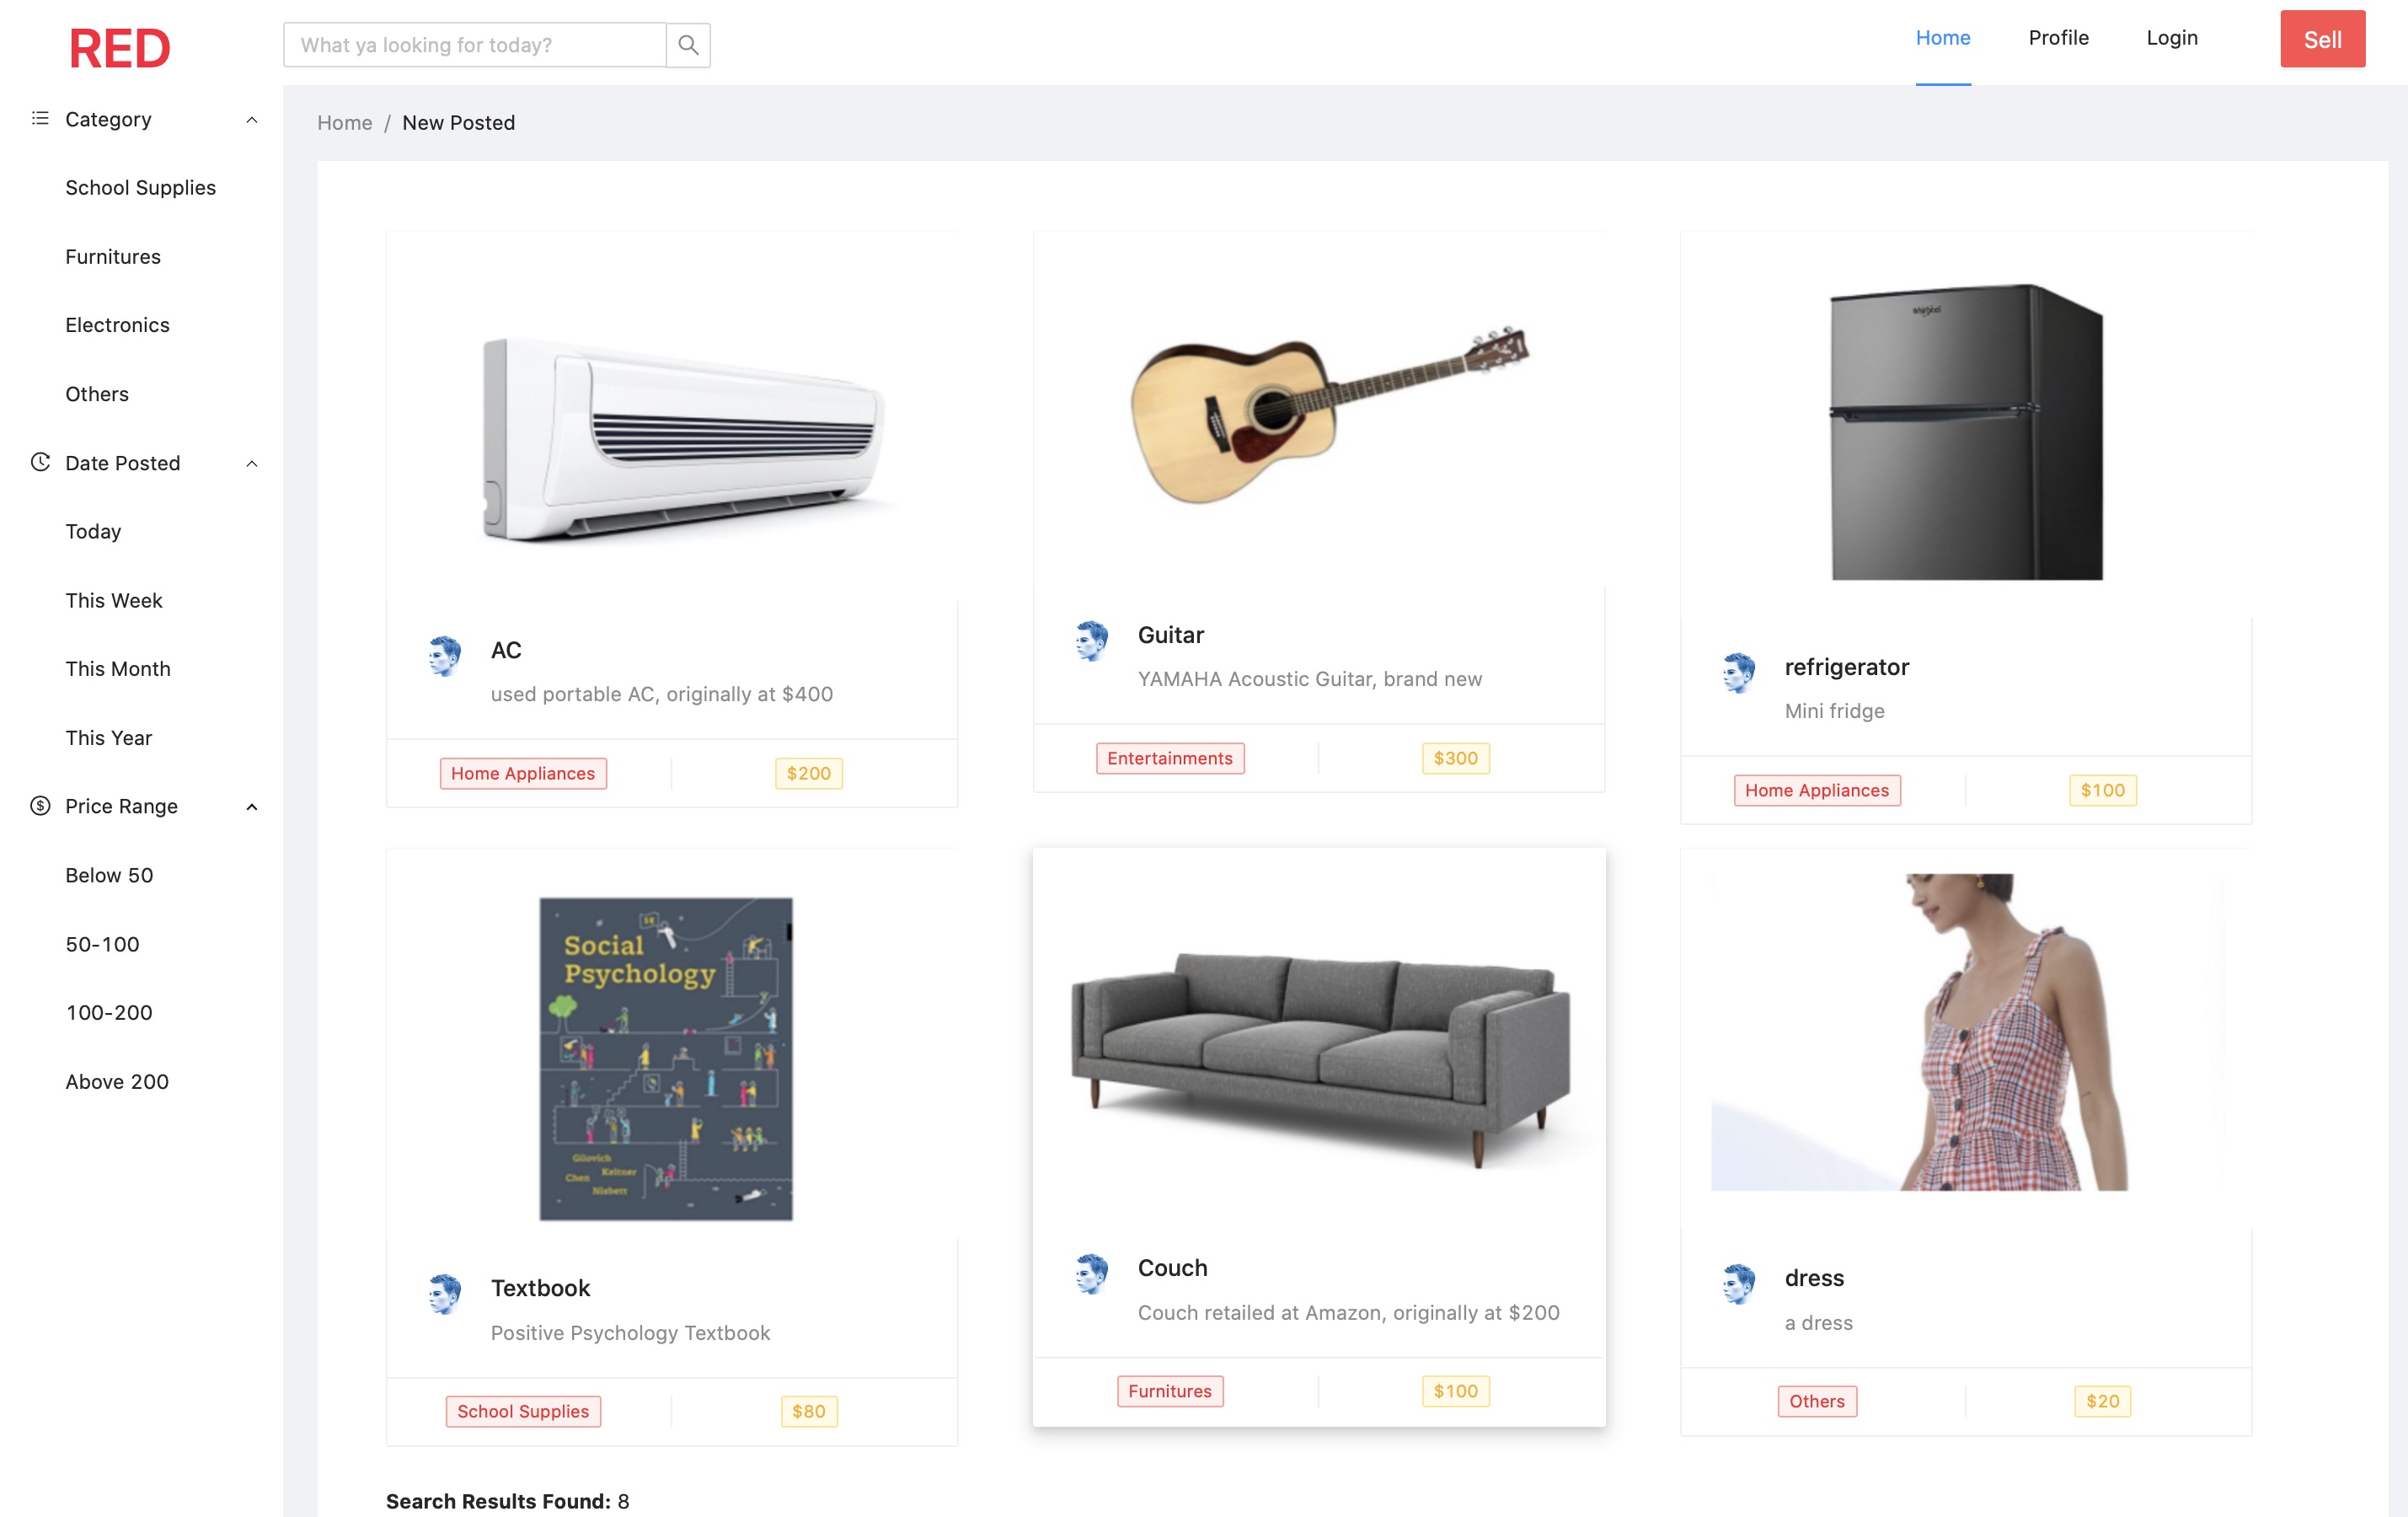 RED
What ya looking for today?
Home
Profile
Login
Sell
Category
School Supplies
Furnitures
Electronics
Others
Date Posted
Today
This Week
This Month
This Year
Price Range
Below 50
50-100
100-200
Above 200
Home / New Posted
AC
used portable AC, originally at $400
Home Appliances
$200
Guitar
YAMAHA Acoustic Guitar, brand new
Entertainments
$300
Whirlpool
refrigerator
Mini fridge
Home Appliances
$100
Social
Psychology
Gilovich
Keltner
Chen
Nisbett
Textbook
Positive Psychology Textbook
School Supplies
$80
Couch
Couch retailed at Amazon, originally at $200
Furnitures
$100
dress
a dress
Others
$20
Search Results Found: 8